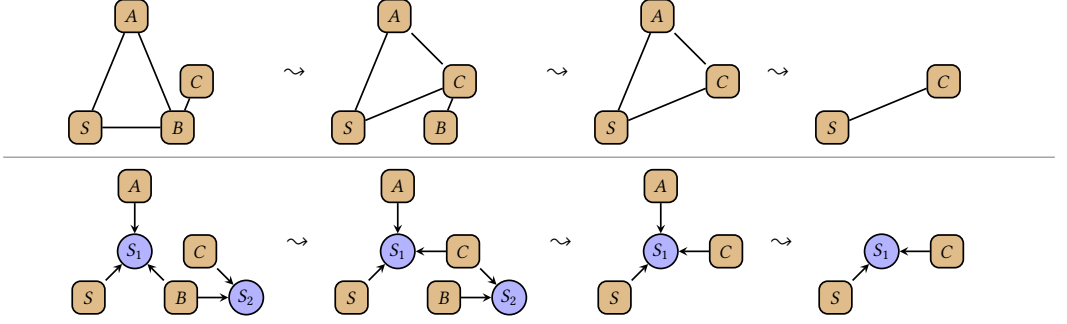 A A A
C C C C
S B S B S S
A A A
S₁ C S₁ C S₁ C S₁ C
S B S₂ S B S₂ S S